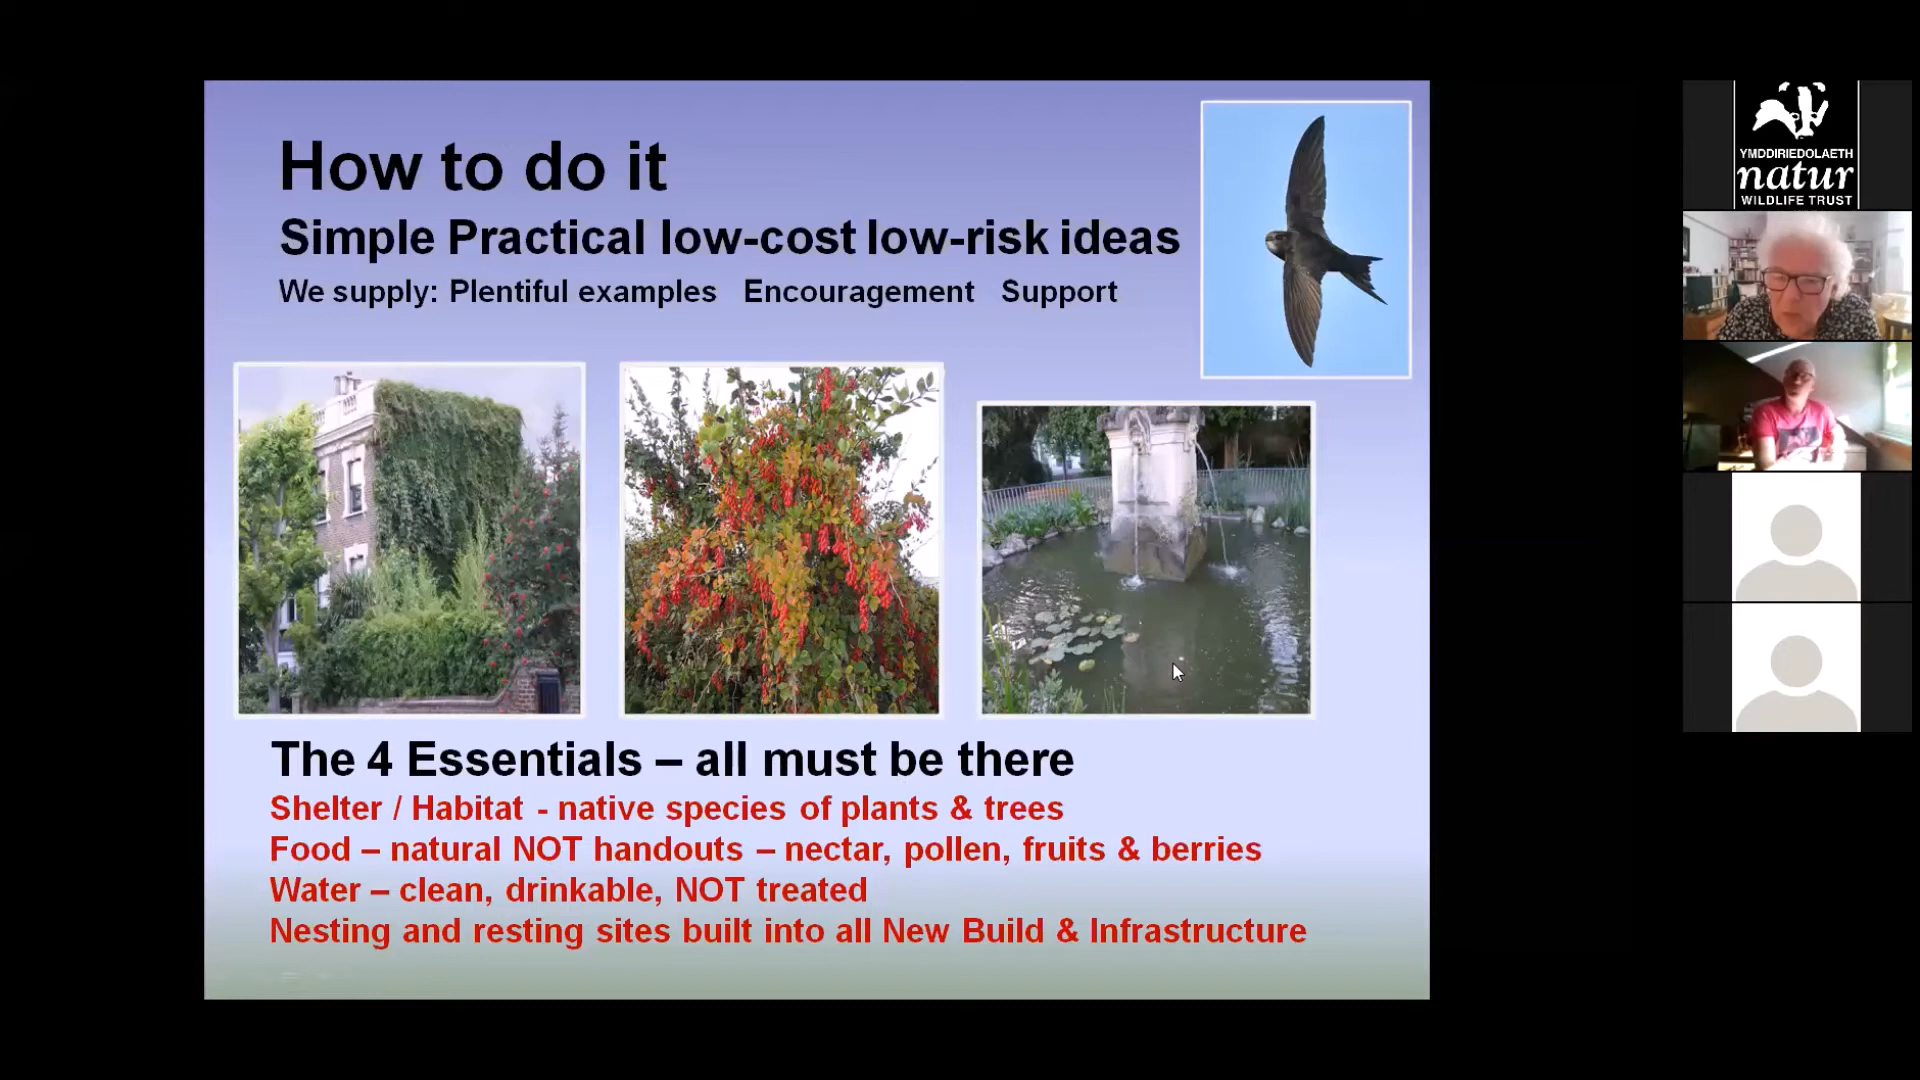 How to do it
Simple Practical low-cost low-risk ideas
We supply: Plentiful examples Encouragement Support
The 4 Essentials – all must be there
Shelter / Habitat - native species of plants & trees
Food – natural NOT handouts – nectar, pollen, fruits & berries
Water – clean, drinkable, NOT treated
Nesting and resting sites built into all New Build & Infrastructure
YMDDIRIEDOLAETH
natur
WILDLIFE TRUST